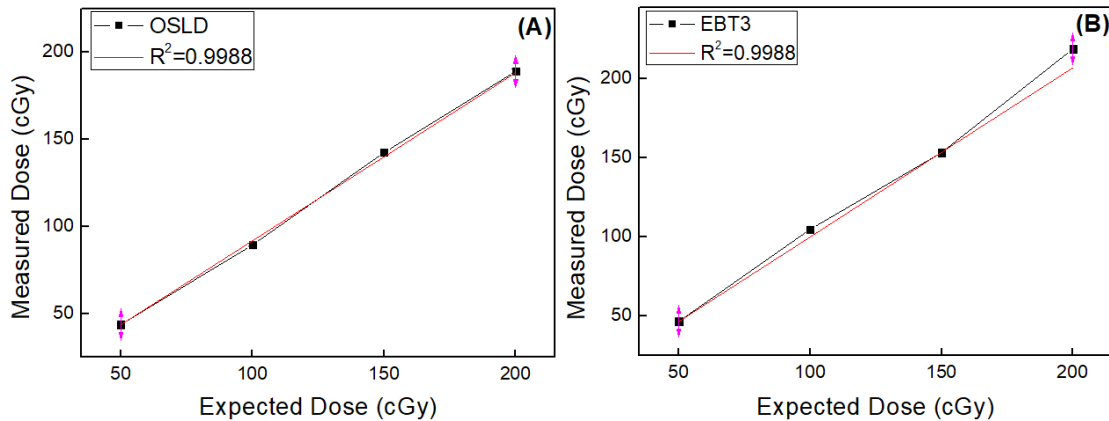 OSLD
R²=0.9988
(A)
200
150
100
50
Measured Dose (cGy)
50 100 150 200
Expected Dose (cGy)
EBT3
R²=0.9988
(B)
200
150
100
50
Measured Dose (cGy)
50 100 150 200
Expected Dose (cGy)